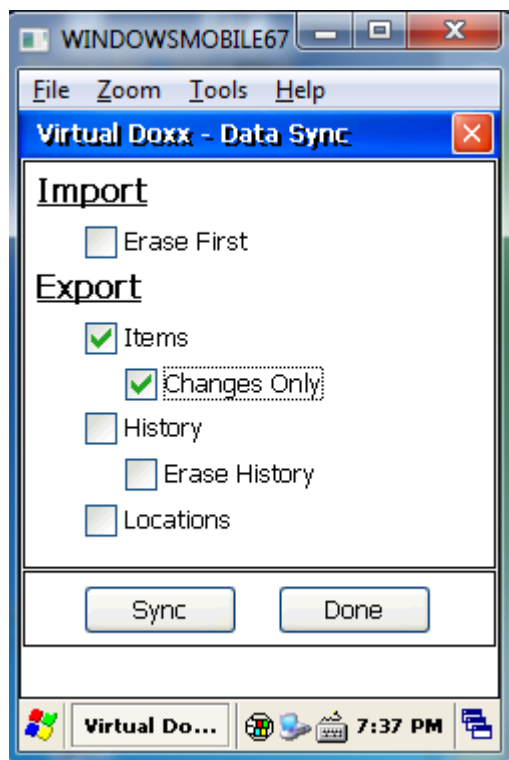 WINDOWSMOBILE67
File Zoom Tools Help
Virtual Doxx - Data Sync
Import
Erase First
Export
Items
Changes Only
History
Erase History
Locations
Sync Done
Virtual Do... 7:37 PM